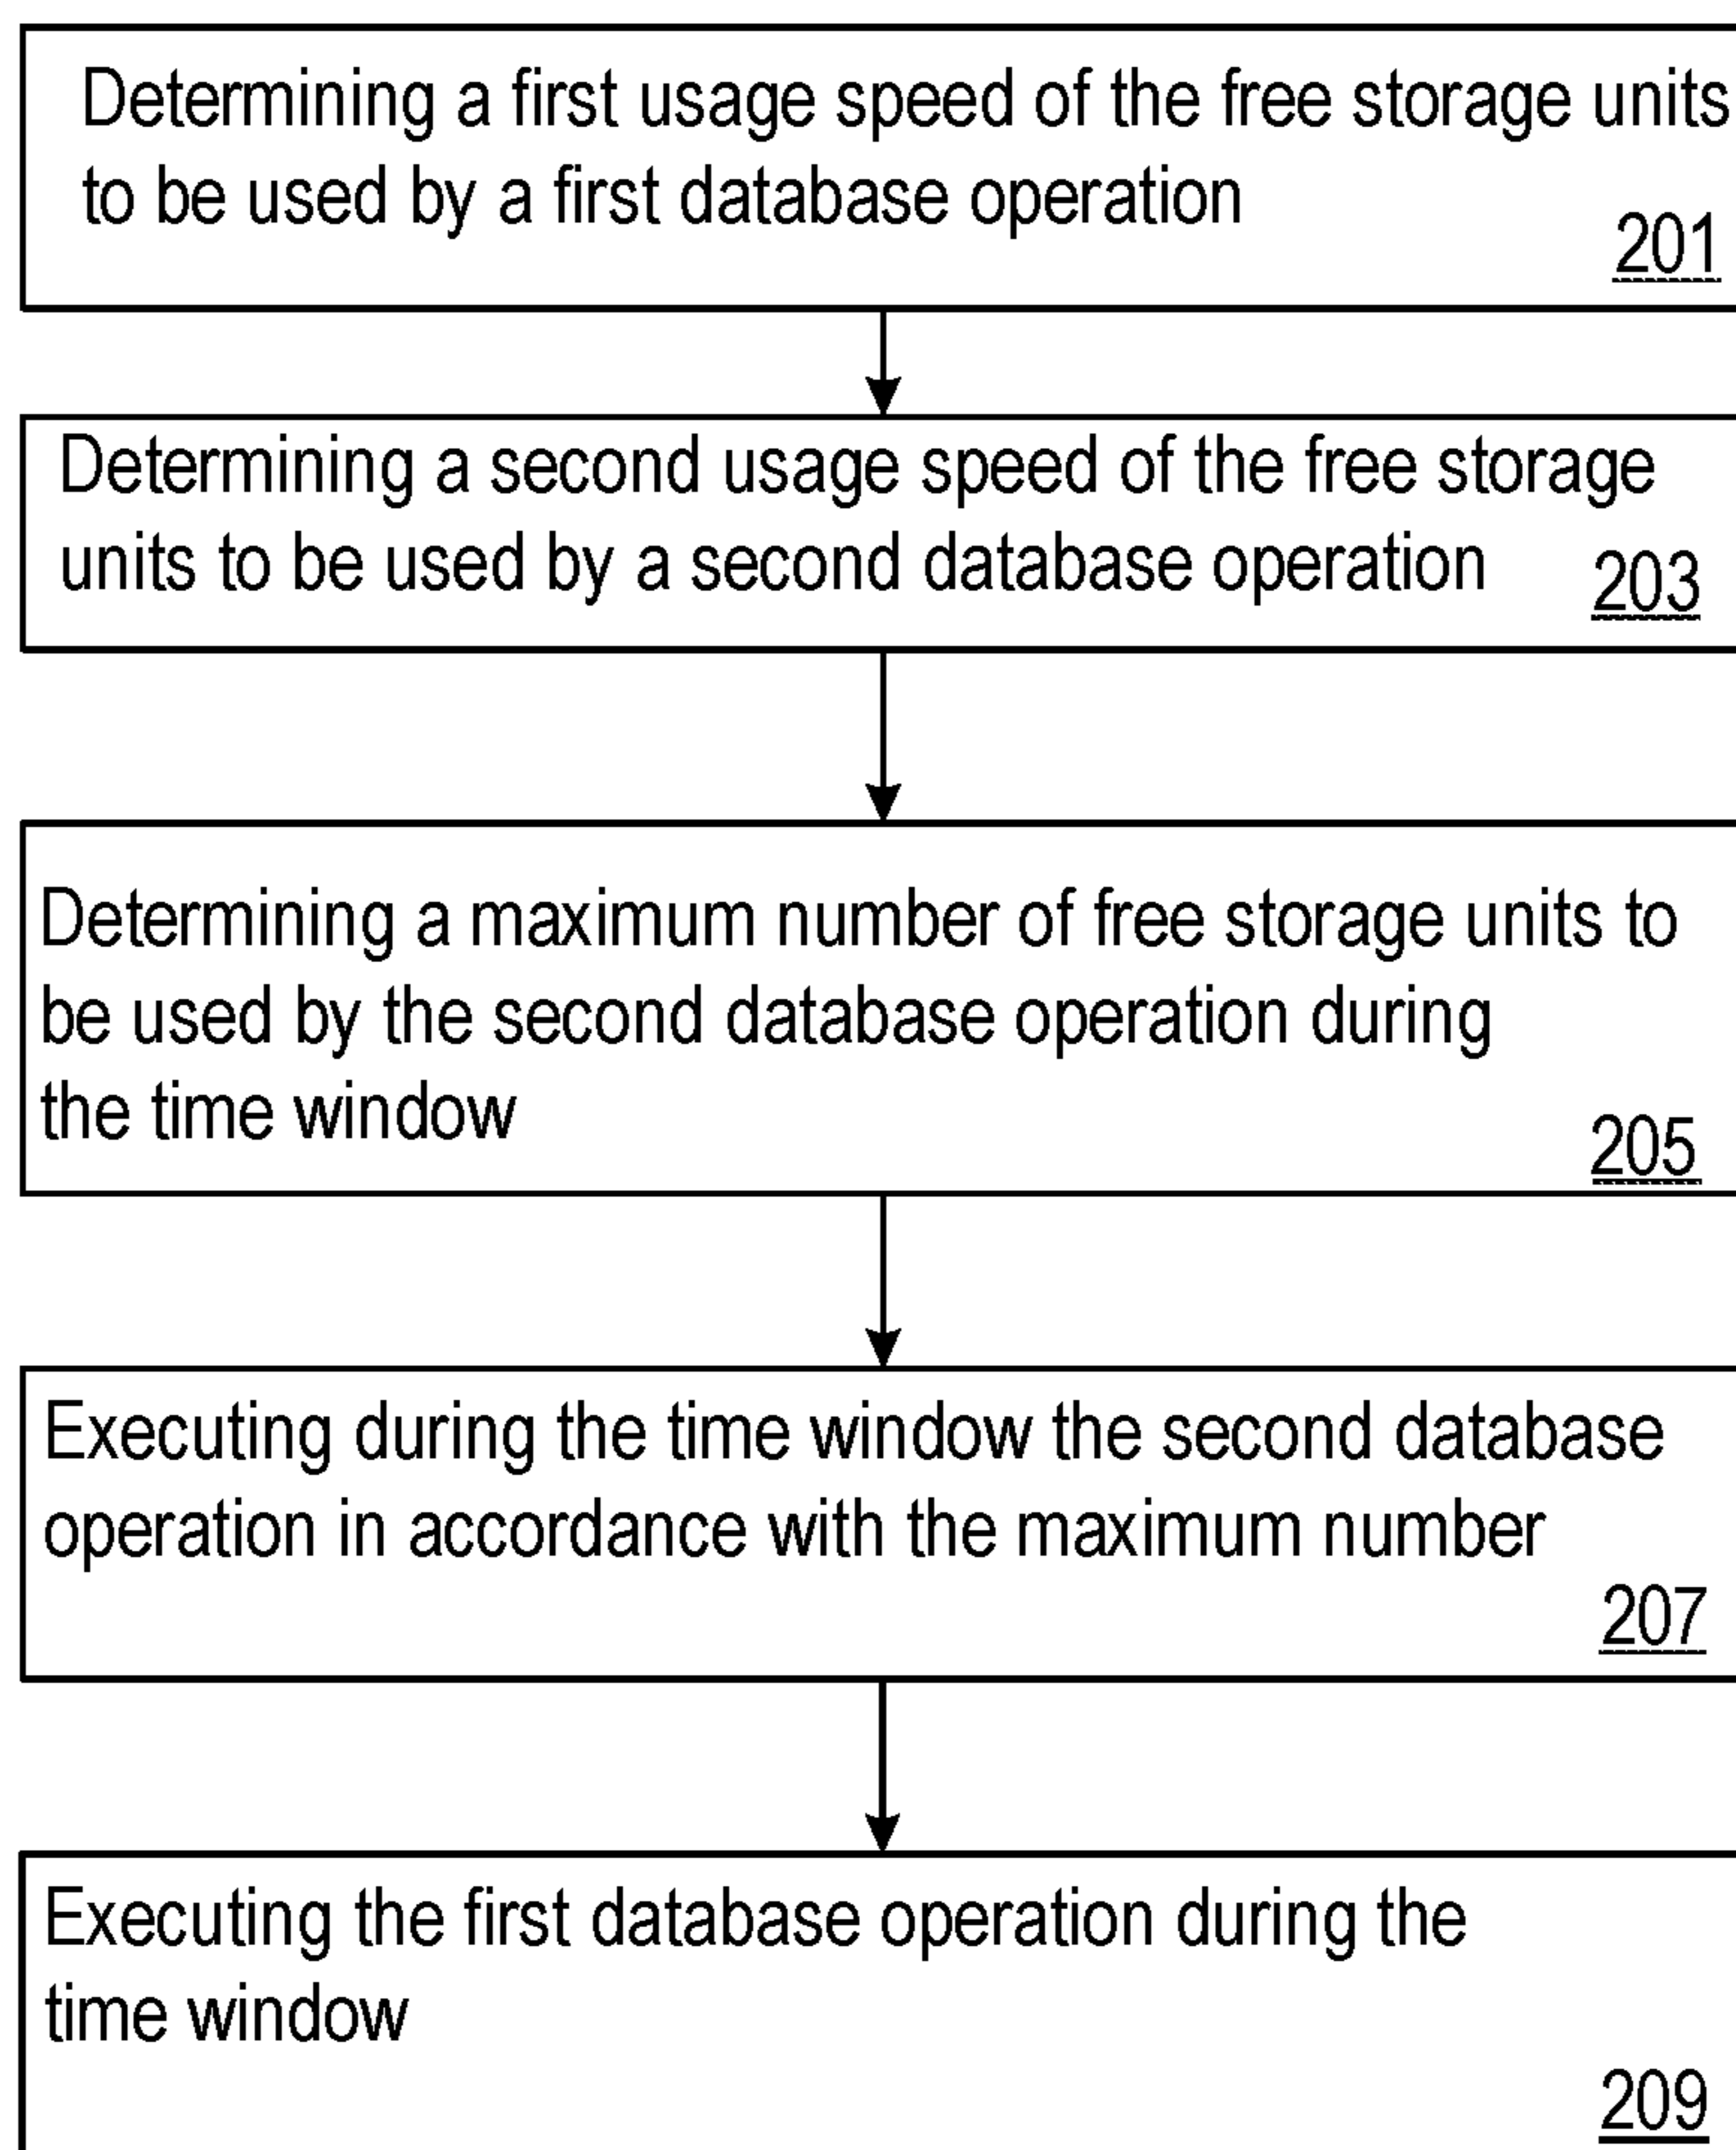 Determining a first usage speed of the free storage units
to be used by a first database operation
201
Determining a second usage speed of the free storage
units to be used by a second database operation
203
Determining a maximum number of free storage units to
be used by the second database operation during
the time window
205
Executing during the time window the second database
operation in accordance with the maximum number
207
Executing the first database operation during the
time window
209